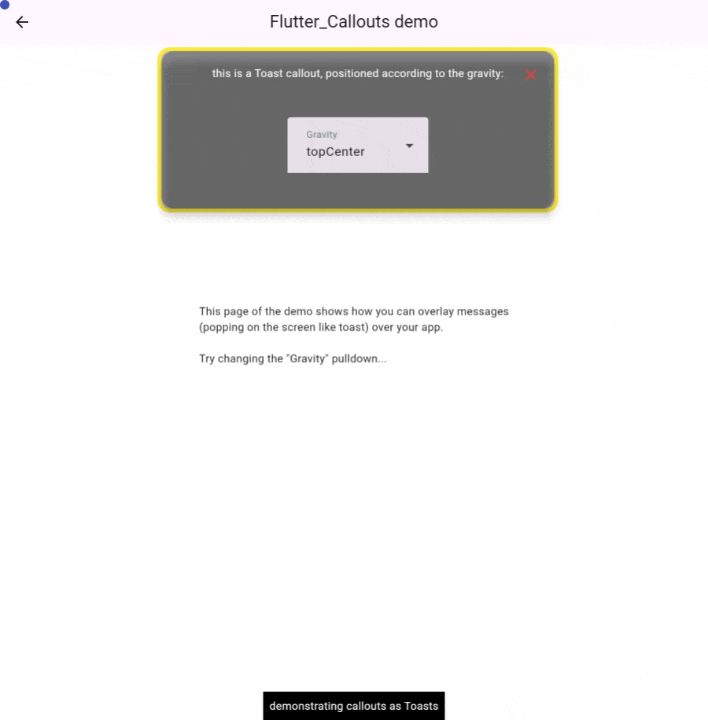 Flutter_Callouts demo
this is a Toast callout, positioned according to the gravity:
Gravity
topCenter
This page of the demo shows how you can overlay messages
(popping on the screen like toast) over your app.
Try changing the "Gravity" pulldown...
demonstrating callouts as Toasts